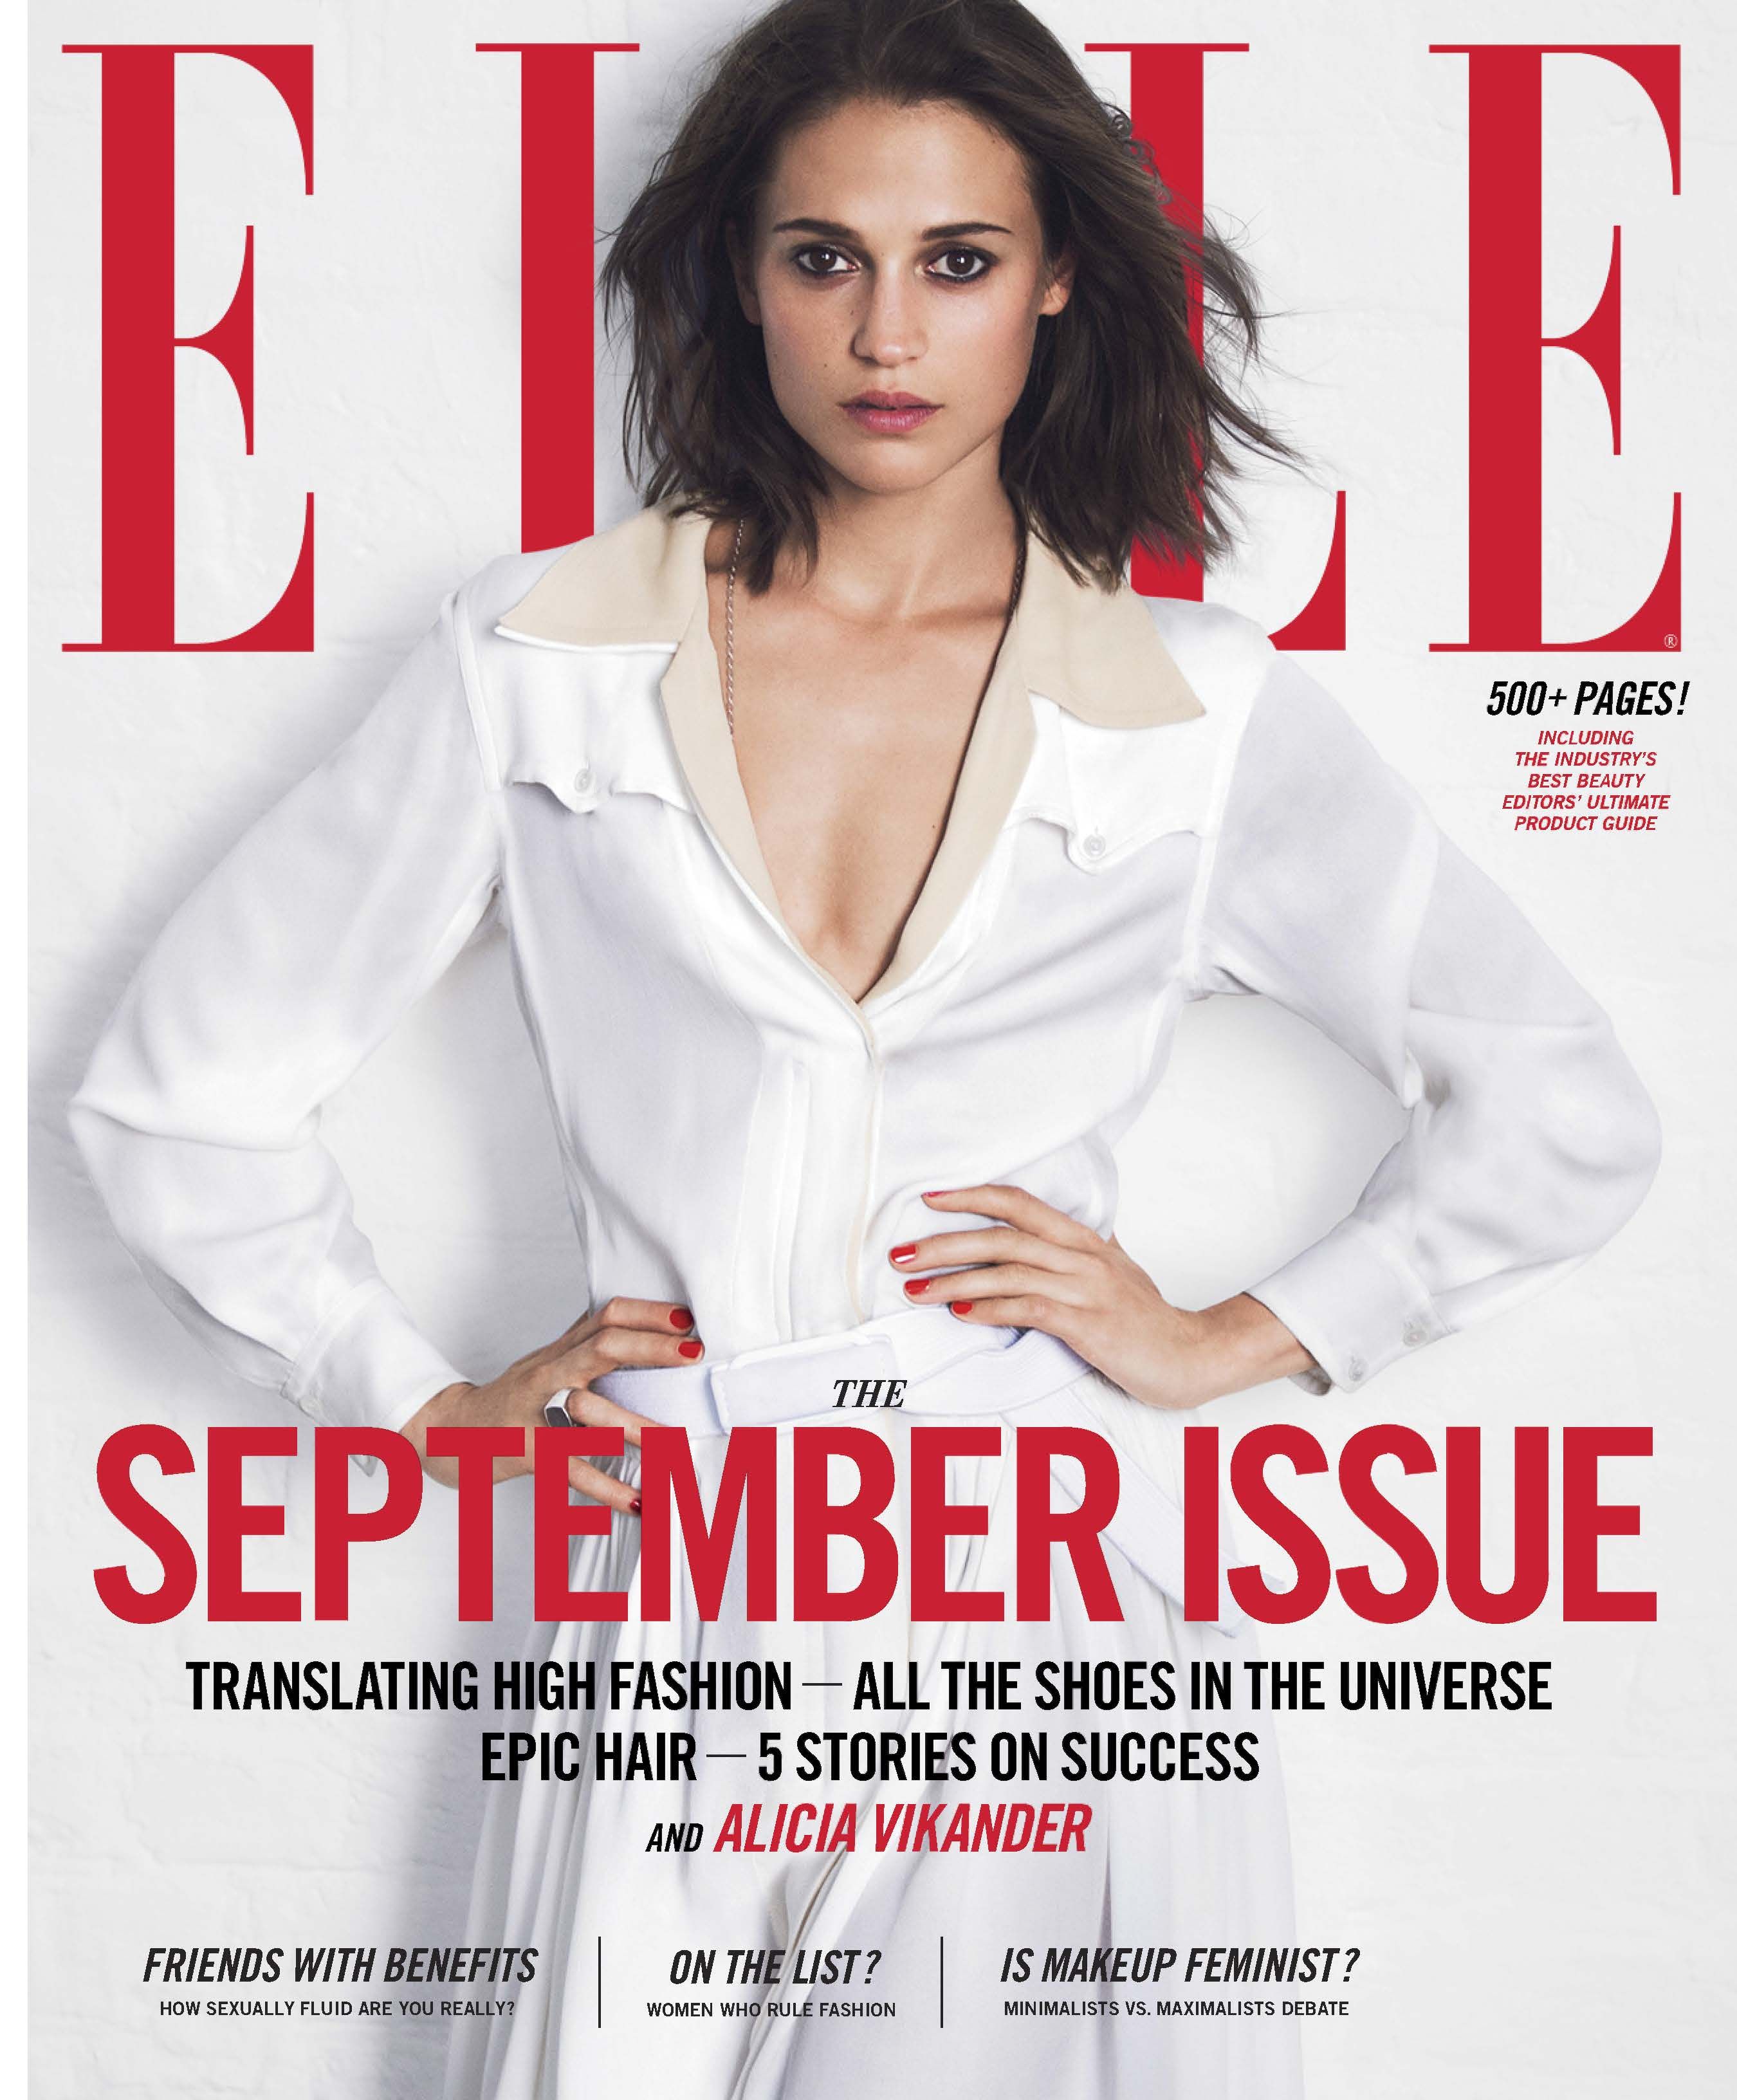 ELLE
®
500+ PAGES!
INCLUDING
THE INDUSTRY'S
BEST BEAUTY
EDITORS' ULTIMATE
PRODUCT GUIDE
THE
SEPTEMBER ISSUE
TRANSLATING HIGH FASHION — ALL THE SHOES IN THE UNIVERSE
EPIC HAIR — 5 STORIES ON SUCCESS
AND ALICIA VIKANDER
FRIENDS WITH BENEFITS
HOW SEXUALLY FLUID ARE YOU REALLY?
ON THE LIST?
WOMEN WHO RULE FASHION
IS MAKEUP FEMINIST?
MINIMALISTS VS. MAXIMALISTS DEBATE